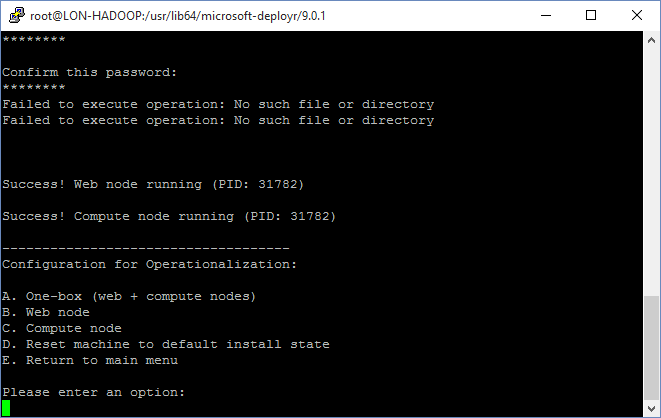 root@LON-HADOOP:/usr/lib64/microsoft-deployr/9.0.1
********
Confirm this password:
********
Failed to execute operation: No such file or directory
Failed to execute operation: No such file or directory
Success! Web node running (PID: 31782)
Success! Compute node running (PID: 31782)
------------------------------------
Configuration for Operationalization:
A. One-box (web + compute nodes)
B. Web node
C. Compute node
D. Reset machine to default install state
E. Return to main menu
Please enter an option: